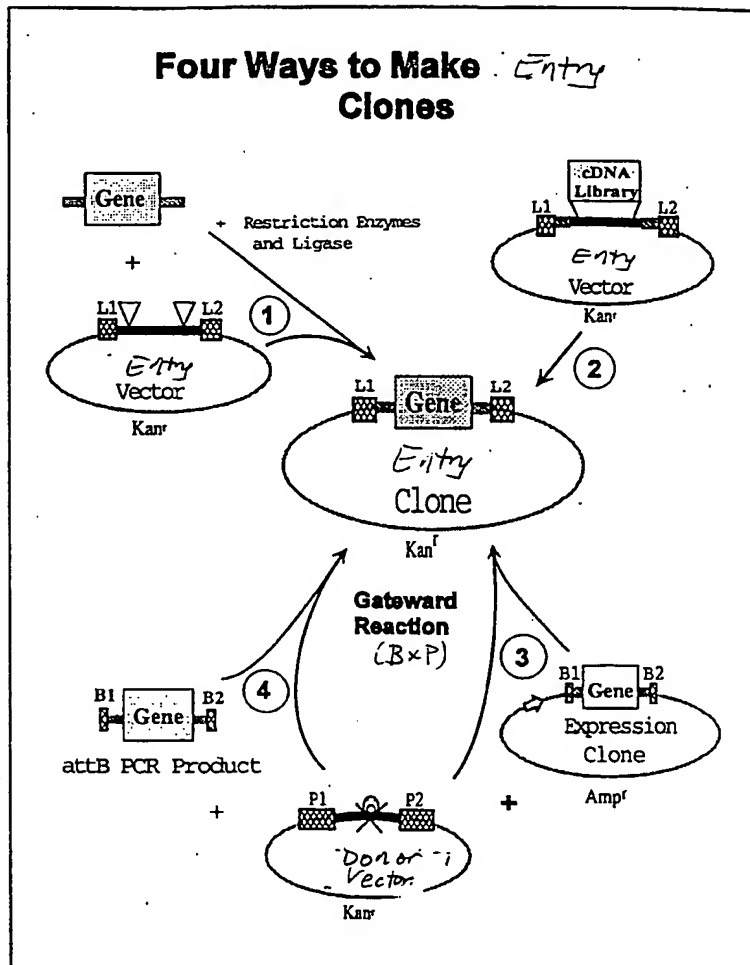 Four Ways to Make Entry
Clones
Gene
+ Restriction Enzymes
and Ligase
+
L1 L2
Entry
Vector
Kanʳ
1
cDNA
Library
L1 L2
Entry
Vector
Kanʳ
2
L1 Gene L2
Entry
Clone
Kanʳ
Gateward
Reaction
(B×P)
3
4
B1 Gene B2
attB PCR Product
+
B1 Gene B2
Expression
Clone
Ampʳ
+
P1 P2
Donor
Vector
Kanʳ